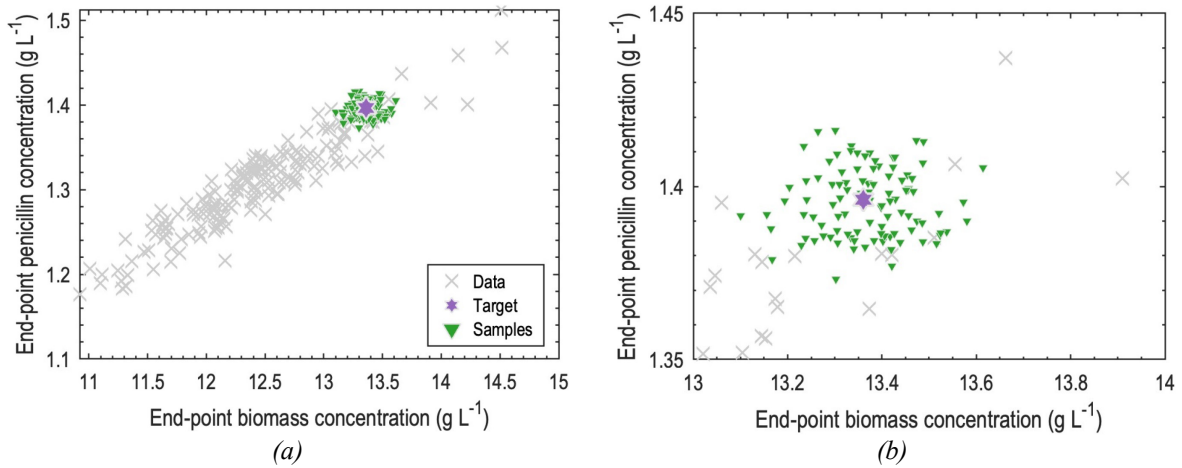 End-point penicillin concentration (g L⁻¹)
1.5
1.4
1.3
1.2
1.1
11 11.5 12 12.5 13 13.5 14 14.5 15
End-point biomass concentration (g L⁻¹)
Data
Target
Samples
(a)
End-point penicillin concentration (g L⁻¹)
1.45
1.4
1.35
13 13.2 13.4 13.6 13.8 14
End-point biomass concentration (g L⁻¹)
(b)